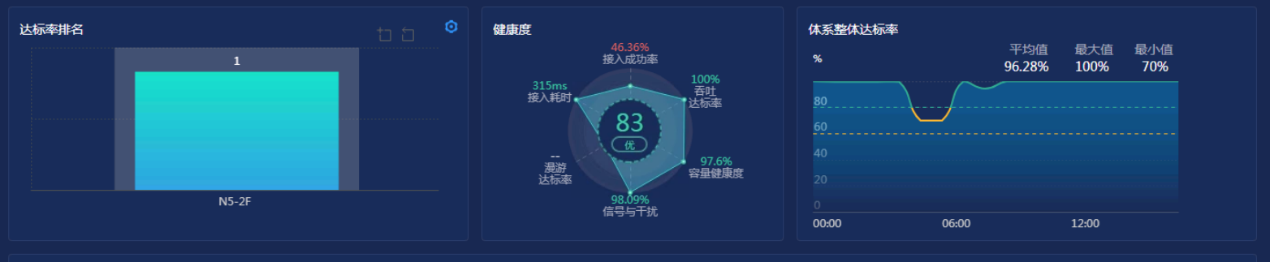 达标率排名
1
N5-2F
健康度
46.36%
接入成功率
100%
吞吐
达标率
315ms
接入耗时
83
优
--
漫游
达标率
97.6%
容量健康度
98.09%
信号与干扰
体系整体达标率
%
平均值 最大值 最小值
96.28% 100% 70%
80
60
40
20
0
00:00 06:00 12:00